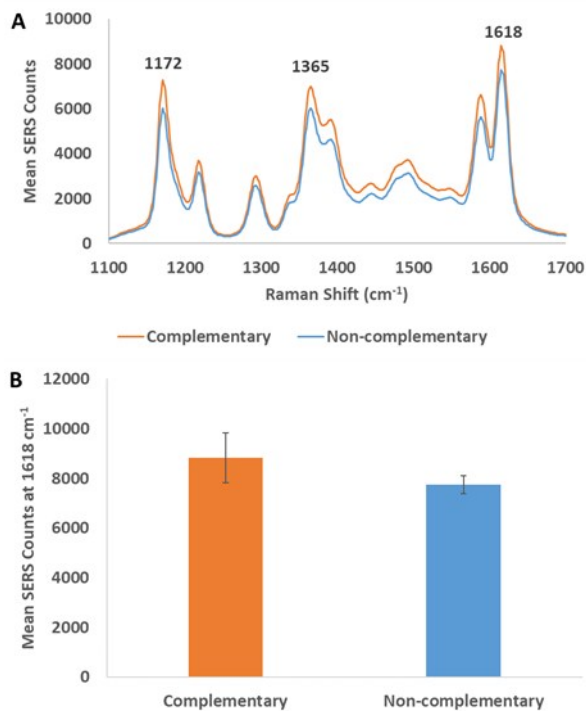 A
10000
8000
6000
4000
2000
0
Mean SERS Counts
1172
1365
1618
1100 1200 1300 1400 1500 1600 1700
Raman Shift (cm⁻¹)
Complementary Non-complementary
B
12000
10000
8000
6000
4000
2000
0
Mean SERS Counts at 1618 cm⁻¹
Complementary Non-complementary